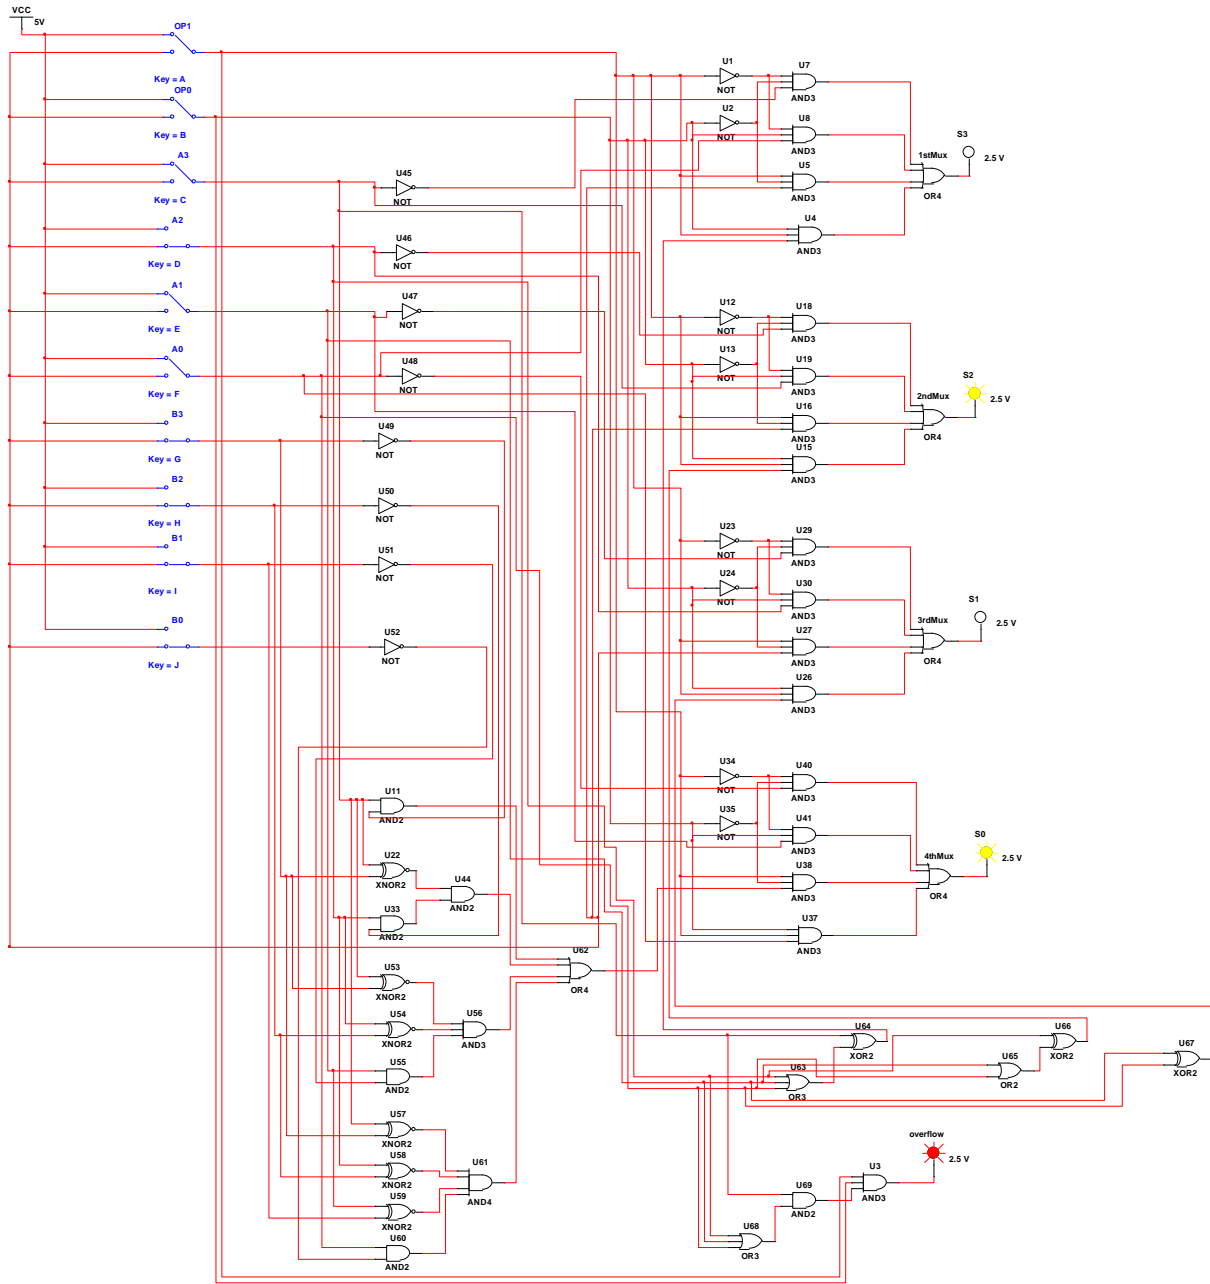 VCC
5V
OP1
Key = A
OP0
Key = B
A3
Key = C
A2
Key = D
A1
Key = E
A0
Key = F
B3
Key = G
B2
Key = H
B1
Key = I
B0
Key = J
U45
NOT
U46
NOT
U47
NOT
U48
NOT
U49
NOT
U50
NOT
U51
NOT
U52
NOT
U1
NOT
U2
NOT
U7
AND3
U8
AND3
U5
AND3
U4
AND3
1stMux
OR4
S3
2.5 V
U12
NOT
U13
NOT
U18
AND3
U19
AND3
U16
AND3
U15
AND3
2ndMux
OR4
S2
2.5 V
U23
NOT
U24
NOT
U29
AND3
U30
AND3
U27
AND3
U26
AND3
3rdMux
OR4
S1
2.5 V
U34
NOT
U35
NOT
U40
AND3
U41
AND3
U38
AND3
U37
AND3
4thMux
OR4
S0
2.5 V
U11
AND2
U22
XNOR2
U33
AND2
U44
AND2
U53
XNOR2
U54
XNOR2
U55
AND2
U56
AND3
U57
XNOR2
U58
XNOR2
U59
XNOR2
U60
AND2
U61
AND4
U62
OR4
U63
OR3
U64
XOR2
U65
OR2
U66
XOR2
U67
XOR2
U68
OR3
U69
AND2
U3
AND3
overflow
2.5 V